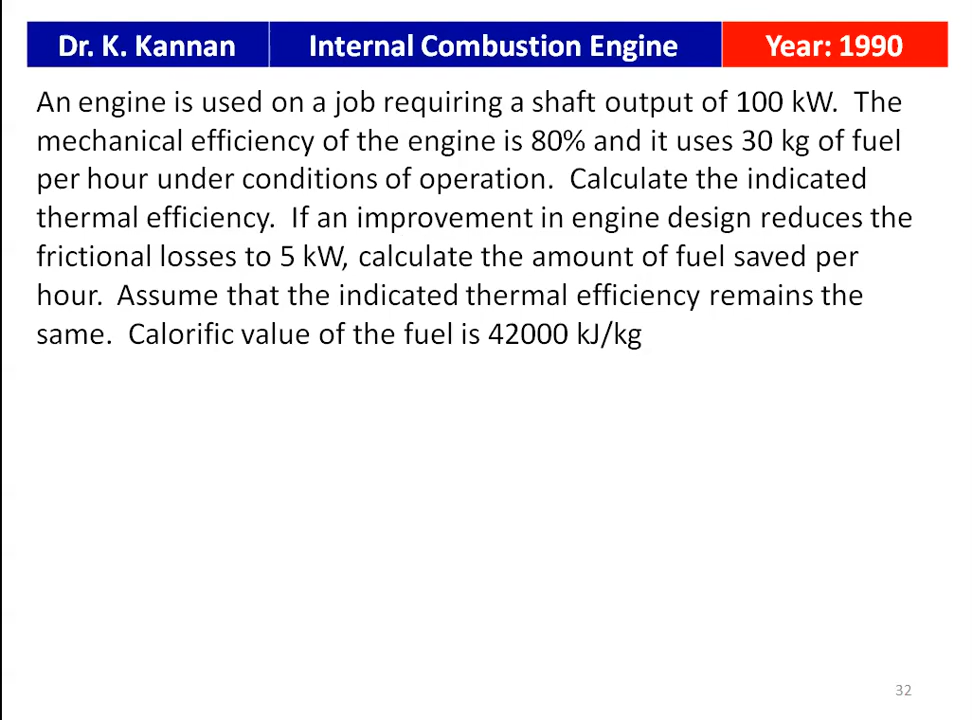 Dr. K. Kannan Internal Combustion Engine Year: 1990
An engine is used on a job requiring a shaft output of 100 kW. The
mechanical efficiency of the engine is 80% and it uses 30 kg of fuel
per hour under conditions of operation. Calculate the indicated
thermal efficiency. If an improvement in engine design reduces the
frictional losses to 5 kW, calculate the amount of fuel saved per
hour. Assume that the indicated thermal efficiency remains the
same. Calorific value of the fuel is 42000 kJ/kg
32